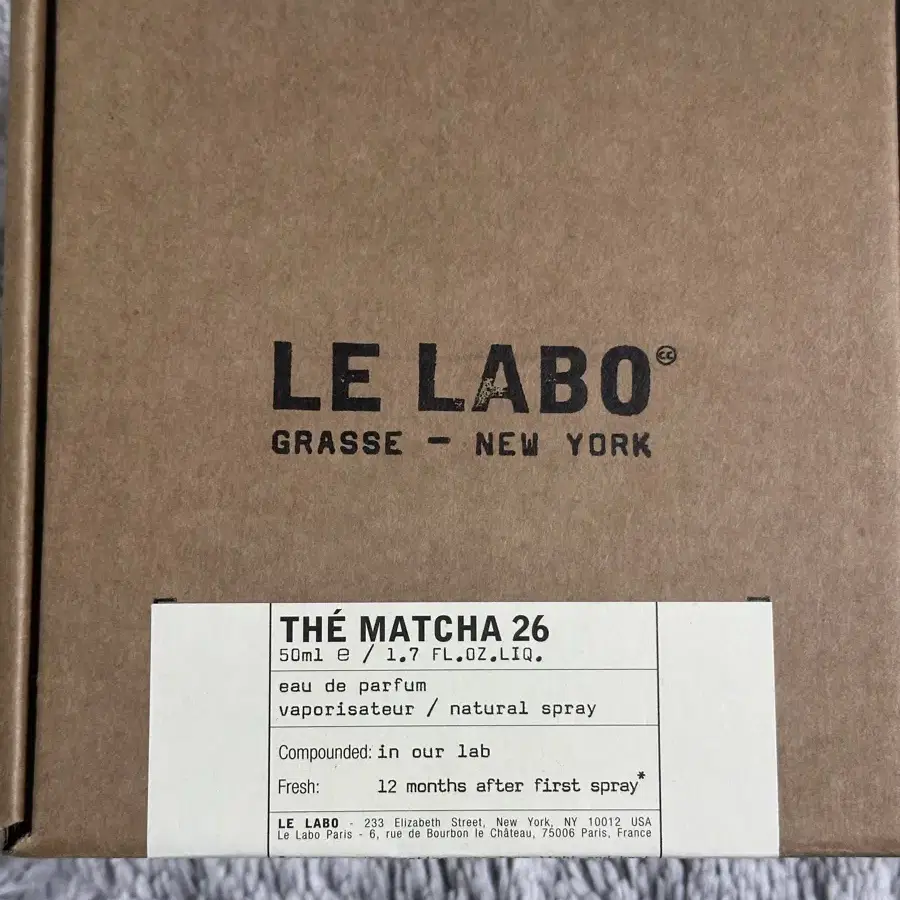 LE LABO
GRASSE — NEW YORK
THÉ MATCHA 26
50ml e / 1.7 FL.OZ.LIQ.
eau de parfum
vaporisateur / natural spray
Compounded: in our lab
Fresh: 12 months after first spray*
LE LABO - 233 Elizabeth Street, New York, NY 10012 USA
Le Labo Paris - 6, rue de Bourbon le Château, 75006 Paris, France